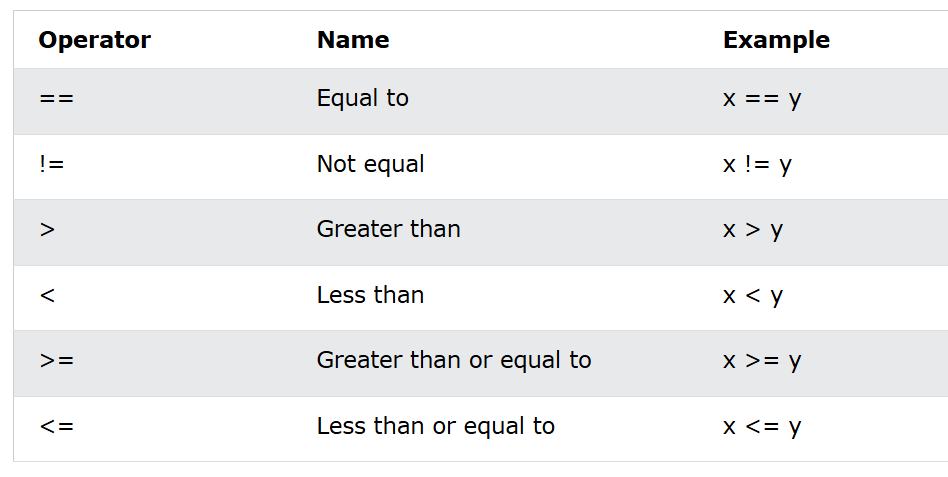 Operator Name Example
== Equal to x == y
!= Not equal x != y
> Greater than x > y
< Less than x < y
>= Greater than or equal to x >= y
<= Less than or equal to x <= y